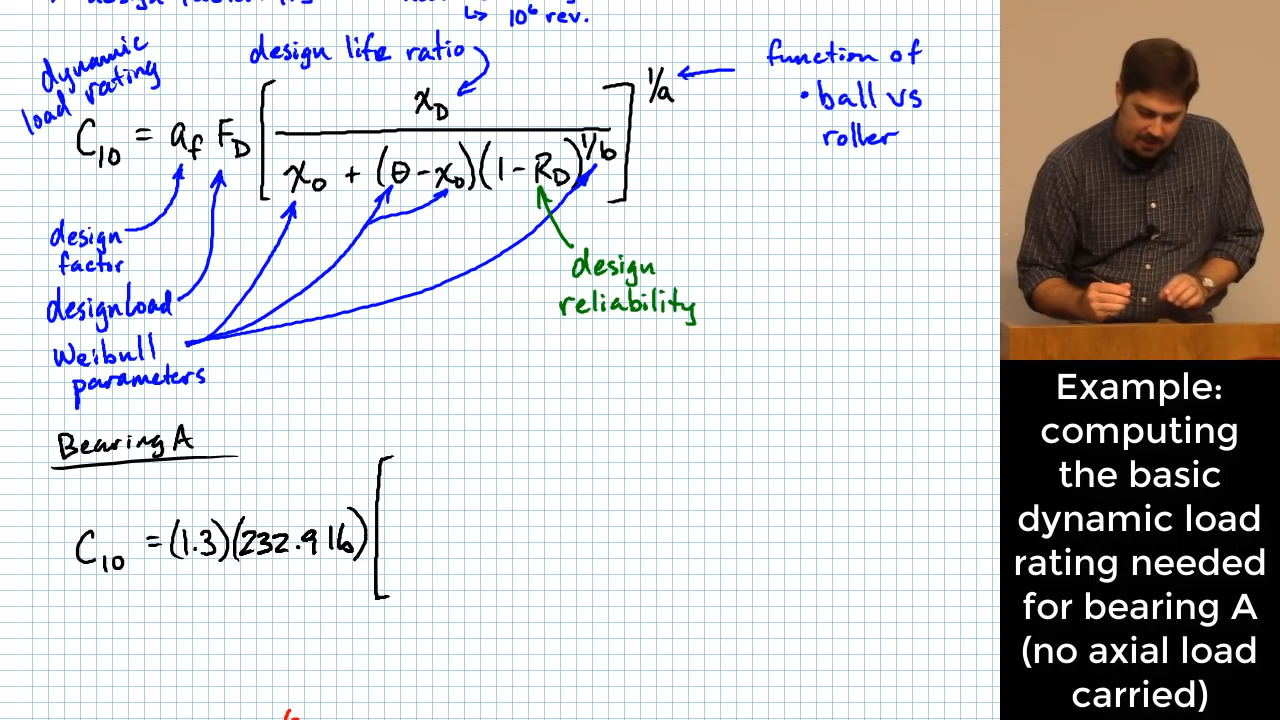 ↳ 10⁶ rev.
dynamic
load rating
design life ratio
function of
• ball vs
roller
C₁₀ = a_f F_D [ x_D / (x₀ + (θ - x₀)(1 - R_D)^{1/b}) ]^{1/a}
design
factor
design load
Weibull
parameters
design
reliability
Bearing A
C₁₀ = (1.3)(232.9 lb) [
Example:
computing
the basic
dynamic load
rating needed
for bearing A
(no axial load
carried)